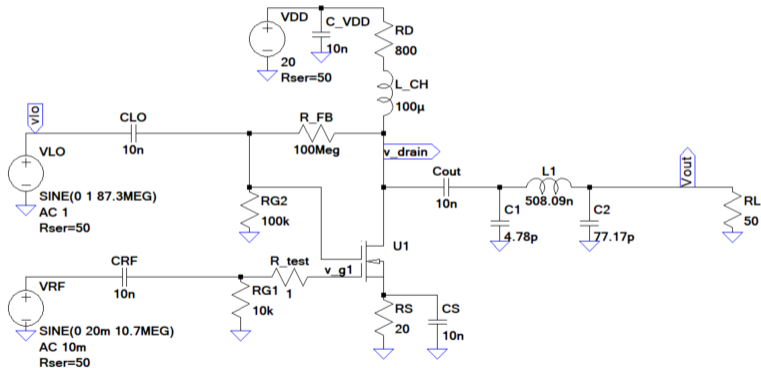 VDD
C_VDD
10n
20
Rser=50
RD
800
L_CH
100µ
vlo
CLO
10n
R_FB
100Meg
v_drain
VLO
SINE(0 1 87.3MEG)
AC 1
Rser=50
RG2
100k
Cout
10n
L1
508.09n
Vout
C1
4.78p
C2
77.17p
RL
50
U1
CRF
10n
R_test
1
v_g1
VRF
SINE(0 20m 10.7MEG)
AC 10m
Rser=50
RG1
10k
RS
20
CS
10n